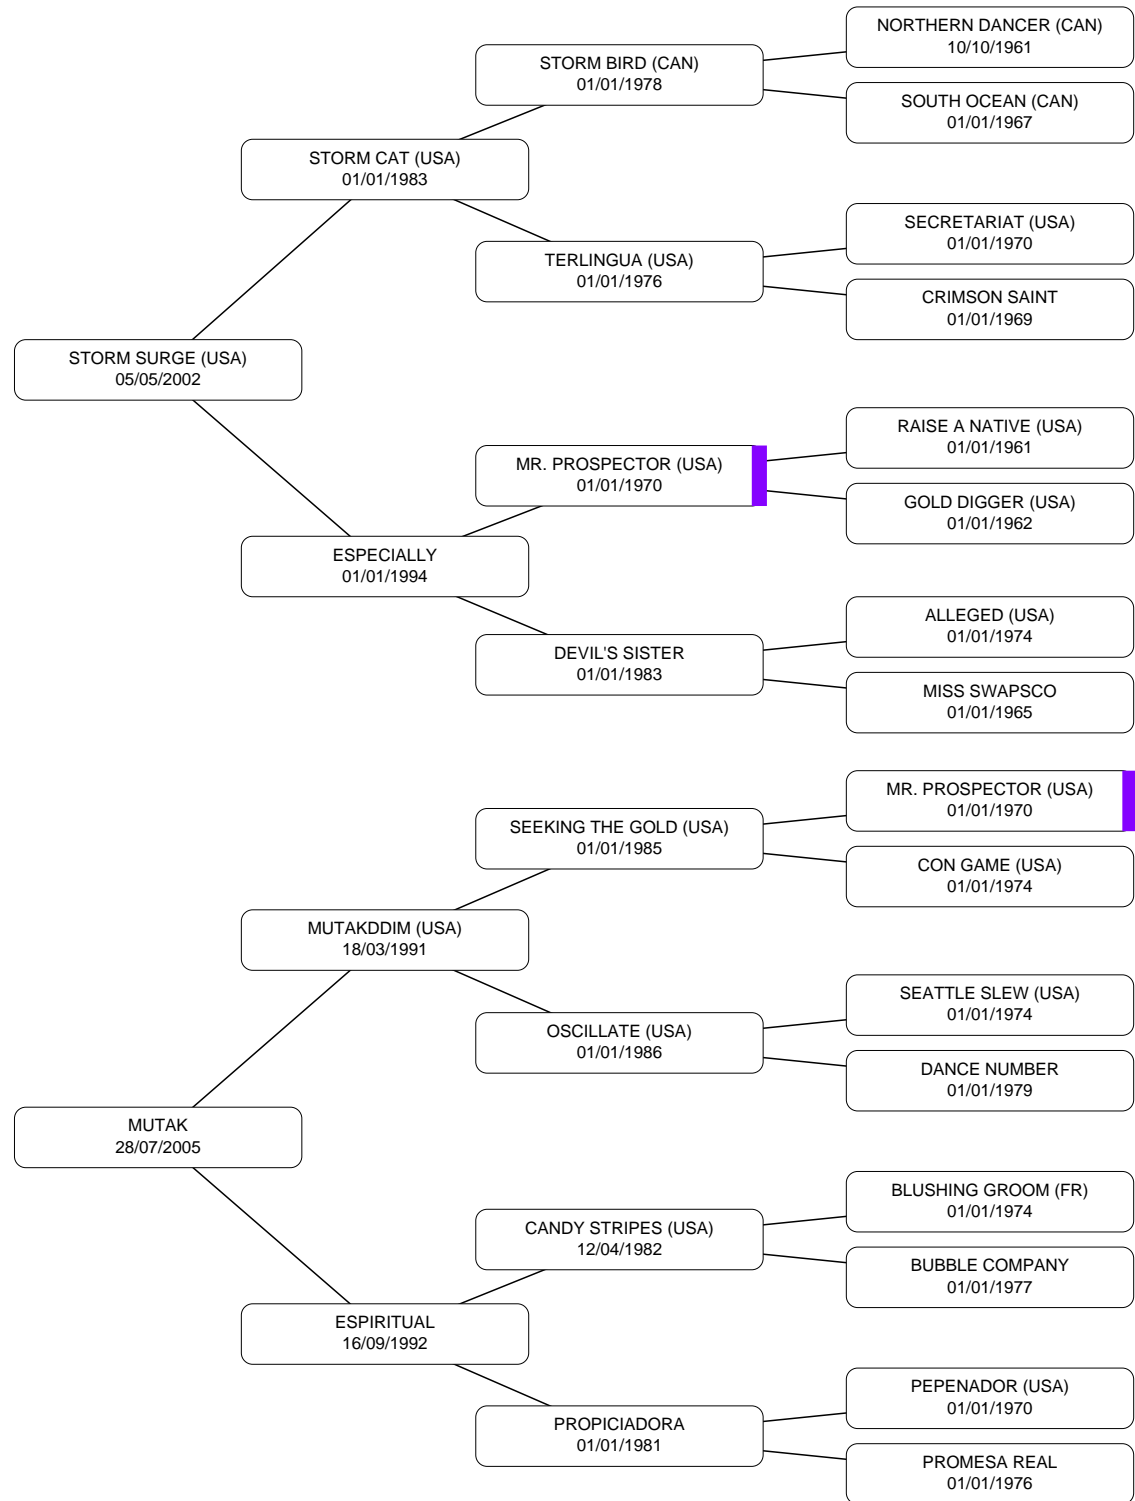 NORTHERN DANCER (CAN)
10/10/1961
STORM BIRD (CAN)
01/01/1978
SOUTH OCEAN (CAN)
01/01/1967
STORM CAT (USA)
01/01/1983
SECRETARIAT (USA)
01/01/1970
TERLINGUA (USA)
01/01/1976
CRIMSON SAINT
01/01/1969
STORM SURGE (USA)
05/05/2002
RAISE A NATIVE (USA)
01/01/1961
MR. PROSPECTOR (USA)
01/01/1970
GOLD DIGGER (USA)
01/01/1962
ESPECIALLY
01/01/1994
ALLEGED (USA)
01/01/1974
DEVIL'S SISTER
01/01/1983
MISS SWAPSCO
01/01/1965
MR. PROSPECTOR (USA)
01/01/1970
SEEKING THE GOLD (USA)
01/01/1985
CON GAME (USA)
01/01/1974
MUTAKDDIM (USA)
18/03/1991
SEATTLE SLEW (USA)
01/01/1974
OSCILLATE (USA)
01/01/1986
DANCE NUMBER
01/01/1979
MUTAK
28/07/2005
BLUSHING GROOM (FR)
01/01/1974
CANDY STRIPES (USA)
12/04/1982
BUBBLE COMPANY
01/01/1977
ESPIRITUAL
16/09/1992
PEPENADOR (USA)
01/01/1970
PROPICIADORA
01/01/1981
PROMESA REAL
01/01/1976